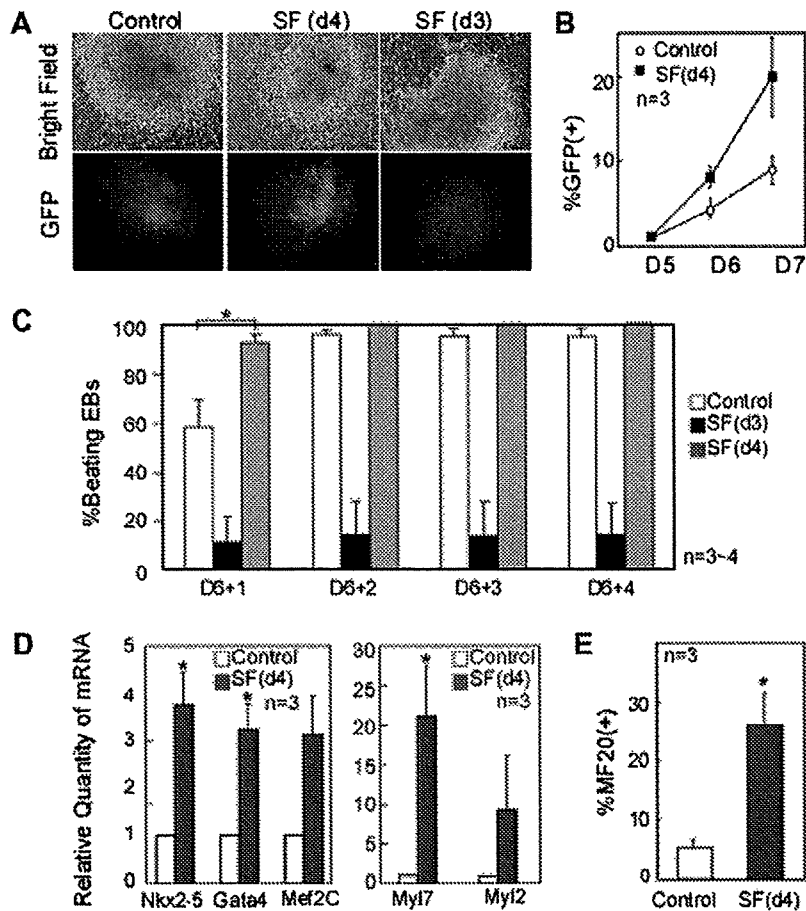 A
Control SF (d4) SF (d3)
Bright Field
GFP
B
Control
SF(d4)
n=3
%GFP(+)
20
10
0
D5 D6 D7
C
*
%Beating EBs
100
80
60
40
20
0
D6+1 D6+2 D6+3 D6+4
Control
SF(d3)
SF(d4)
n=3~4
D
Relative Quantity of mRNA
5
4
3
2
1
0
Control
SF(d4)
n=3
* *
Nkx2-5 Gata4 Mef2C
30
25
20
15
10
5
0
Control
SF(d4)
n=3
*
Myl7 Myl2
E
n=3
*
%MF20(+)
30
20
10
0
Control SF(d4)